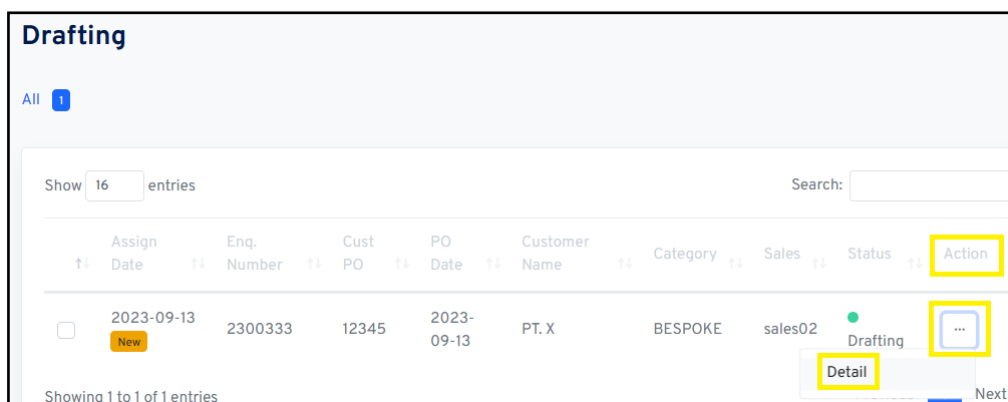 Drafting
All 1
Show 16 entries Search:
Assign Date Enq. Number Cust PO PO Date Customer Name Category Sales Status Action
2023-09-13 New 2300333 12345 2023-09-13 PT. X BESPOKE sales02 Drafting ...
Detail
Showing 1 to 1 of 1 entries Next